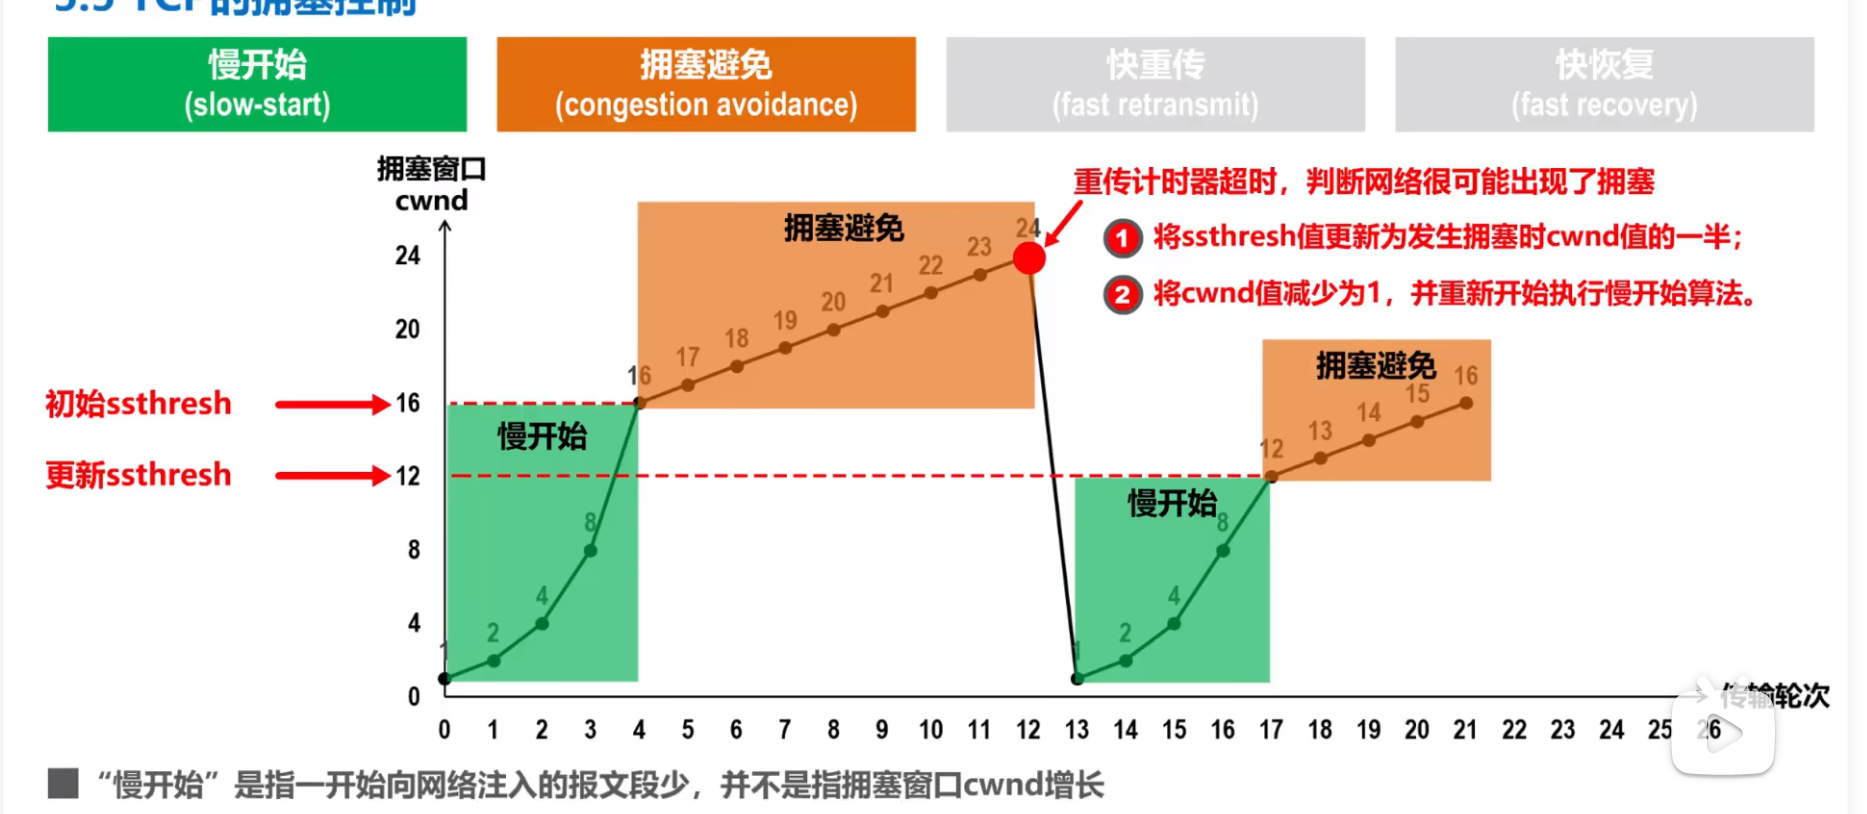 5.5 TCP的拥塞控制
慢开始
(slow-start)
拥塞避免
(congestion avoidance)
快重传
(fast retransmit)
快恢复
(fast recovery)
拥塞窗口
cwnd
重传计时器超时，判断网络很可能出现了拥塞
1 将ssthresh值更新为发生拥塞时cwnd值的一半；
2 将cwnd值减少为1，并重新开始执行慢开始算法。
拥塞避免
24
23
22
21
20
19
18
17
16
拥塞避免
16
15
14
13
12
初始ssthresh
更新ssthresh
24
20
16
12
8
4
0
慢开始
8
4
2
1
慢开始
8
4
2
1
传输轮次
0 1 2 3 4 5 6 7 8 9 10 11 12 13 14 15 16 17 18 19 20 21 22 23 24 25 26
“慢开始”是指一开始向网络注入的报文段少，并不是指拥塞窗口cwnd增长